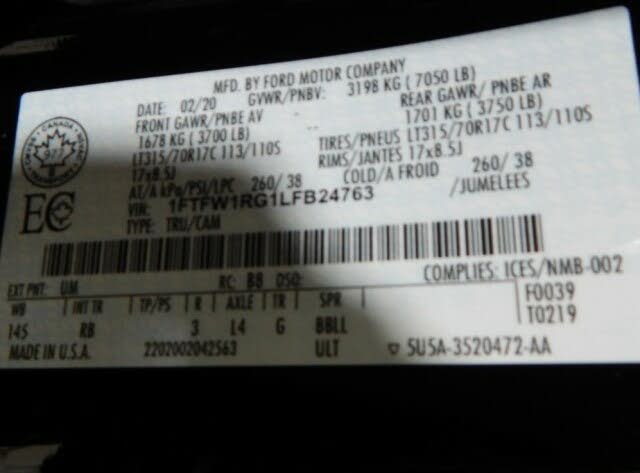 MFD. BY FORD MOTOR COMPANY
DATE: 02/20 GVWR/PNBV: 3198 KG ( 7050 LB)
FRONT GAWR/PNBE AV REAR GAWR/ PNBE AR
1678 KG ( 3700 LB) 1701 KG ( 3750 LB)
LT315/70R17C 113/110S TIRES/PNEUS LT315/70R17C 113/110S
17x8.5J RIMS/JANTES 17x8.5J
AT/A kPa/PSI/LPC 260/ 38 COLD/A FROID 260/ 38
VIN: 1FTFW1RG1LFB24763 /JUMELEES
TYPE: TRU/CAM
CANADA
977
EC
COMPLIES: ICES/NMB-002
EXT PNT: UM RC: B8 DSO: F0039
WB INT TR TP/PS R AXLE TR SPR T0219
145 RB 3 L4 G BBLL
MADE IN U.S.A. 2202002042563 ULT 5U5A-3520472-AA